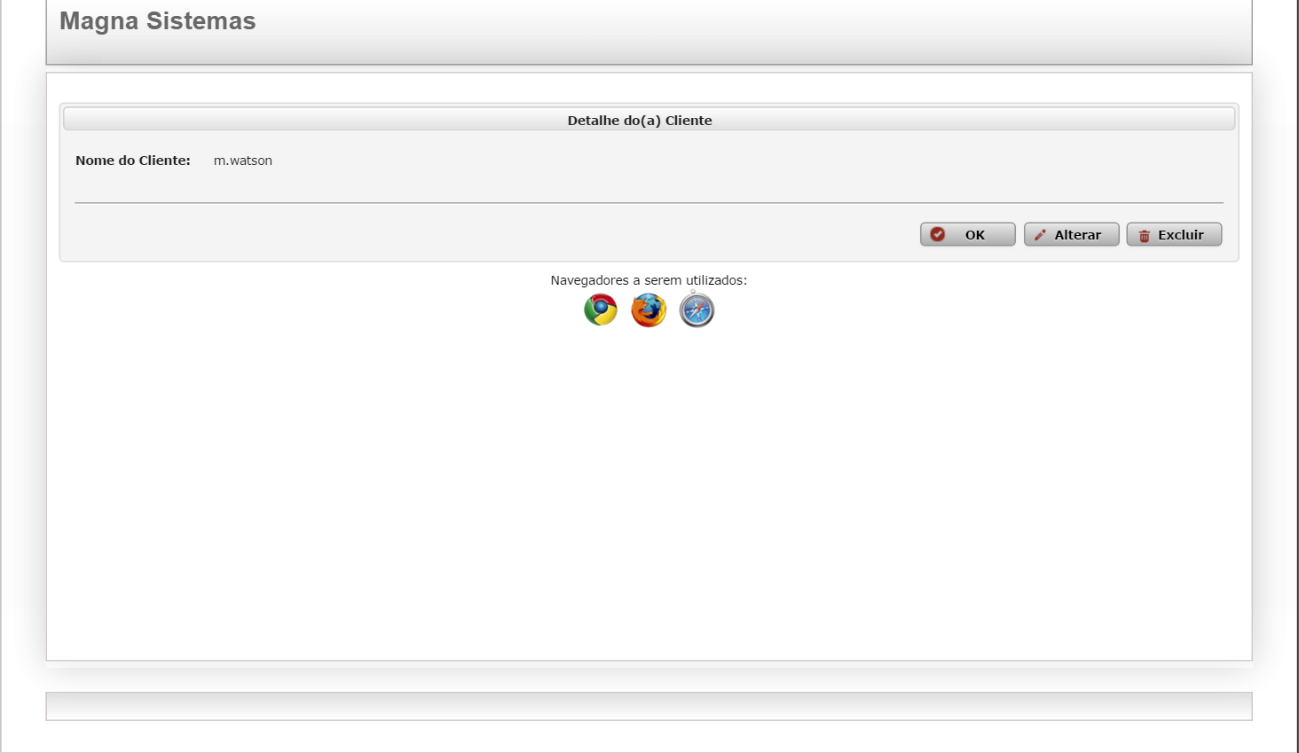 Magna Sistemas
Detalhe do(a) Cliente
Nome do Cliente: m.watson
OK Alterar Excluir
Navegadores a serem utilizados: